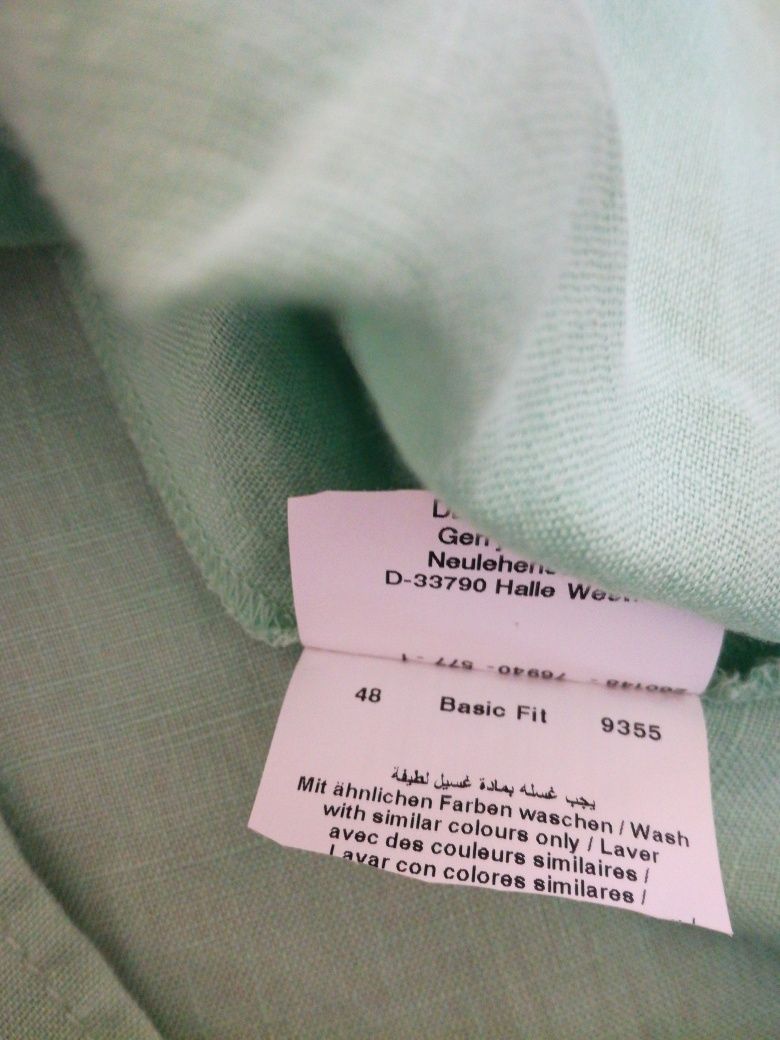 D-33790 Halle
48 Basic Fit 9355
يجب غسله بمادة غسيل لطيفة
Mit ähnlichen Farben waschen / Wash
with similar colours only / Laver
avec des couleurs similaires /
Lavar con colores similares /